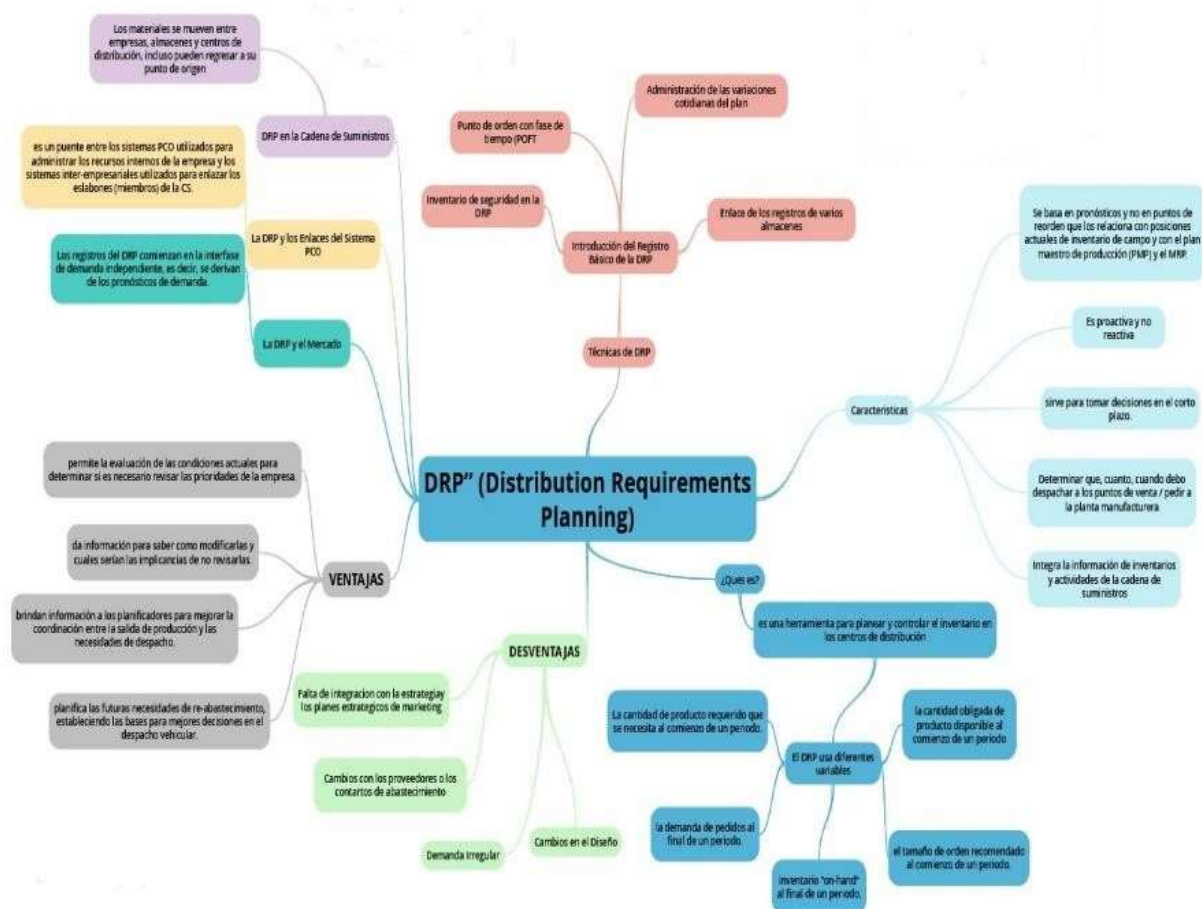 Los materiales se mueven entre
empresas, almacenes y centros de
distribución, incluso pueden regresar a su
punto de origen
DRP en la Cadena de Suministros
es un puente entre los sistemas PCO utilizados para
administrar los recursos internos de la empresa y los
sistemas inter-empresariales utilizados para enlazar los
eslabones (miembros) de la CS.
La DRP y los Enlaces del Sistema
PCO
Los registros del DRP comienzan en la interfase
de demanda independiente, es decir, se derivan
de los pronósticos de demanda.
La DRP y el Mercado
Administración de las variaciones
cotidianas del plan
Punto de orden con fase de
tiempo (POFT
Inventario de seguridad en la
DRP
Enlace de los registros de varios
almacenes
Introducción del Registro
Básico de la DRP
Técnicas de DRP
Se basa en pronósticos y no en puntos de
reorden que los relaciona con posiciones
actuales de inventario de campo y con el plan
maestro de producción (PMP) y el MRP.
Es proactiva y no
reactiva
Características
sirve para tomar decisiones en el corto
plazo.
Determinar que, cuanto, cuando debo
despachar a los puntos de venta / pedir a
la planta manufacturera
Integra la información de inventarios
y actividades de la cadena de
suministros
DRP” (Distribution Requirements
Planning)
permite la evaluación de las condiciones actuales para
determinar si es necesario revisar las prioridades de la empresa.
da información para saber como modificarlas y
cuales serían las implicancias de no revisarlas.
VENTAJAS
brindan información a los planificadores para mejorar la
coordinación entre la salida de producción y las
necesidades de despacho.
planifica las futuras necesidades de re-abastecimiento,
estableciendo las bases para mejores decisiones en el
despacho vehicular.
DESVENTAJAS
Falta de integracion con la estrategiay
los planes estrategicos de marketing
Cambios con los proveedores o los
contartos de abastecimiento
Demanda Irregular
Cambios en el Diseño
¿Ques es?
es una herramienta para planear y controlar el inventario en
los centros de distribución
La cantidad de producto requerido que
se necesita al comienzo de un periodo.
la cantidad obligada de
producto disponible al
comienzo de un periodo
El DRP usa diferentes
variables
la demanda de pedidos al
final de un periodo.
inventario "on-hand"
al final de un periodo.
el tamaño de orden recomendado
al comienzo de un periodo.